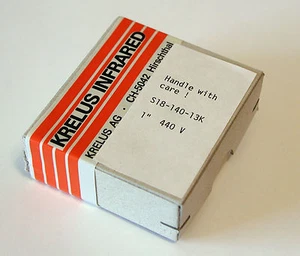 KRELUS INFRARED
KRELUS AG · CH-5042 Hirschthal
Handle with
care !
S18-140-13K
1" 440 V